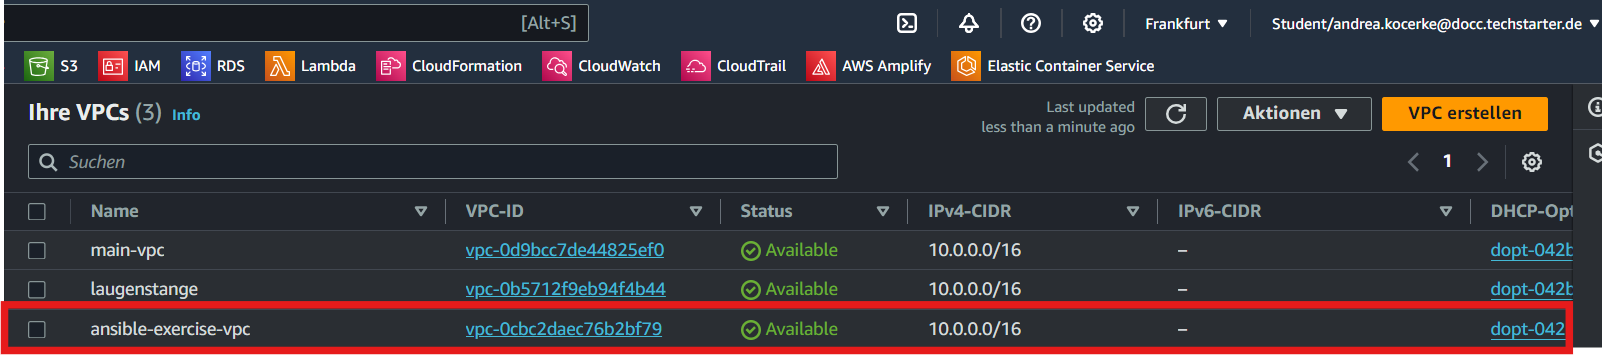 [Alt+S]
Frankfurt ▼
Student/andrea.kocerke@docc.techstarter.de ▼
S3 IAM RDS Lambda CloudFormation CloudWatch CloudTrail AWS Amplify Elastic Container Service
Ihre VPCs (3) Info
Last updated
less than a minute ago
Aktionen ▼
VPC erstellen
Suchen
1
Name VPC-ID Status IPv4-CIDR IPv6-CIDR DHCP-Opt
main-vpc vpc-0d9bcc7de44825ef0 Available 10.0.0.0/16 – dopt-042b
laugenstange vpc-0b5712f9eb94f4b44 Available 10.0.0.0/16 – dopt-042b
ansible-exercise-vpc vpc-0cbc2daec76b2bf79 Available 10.0.0.0/16 – dopt-042